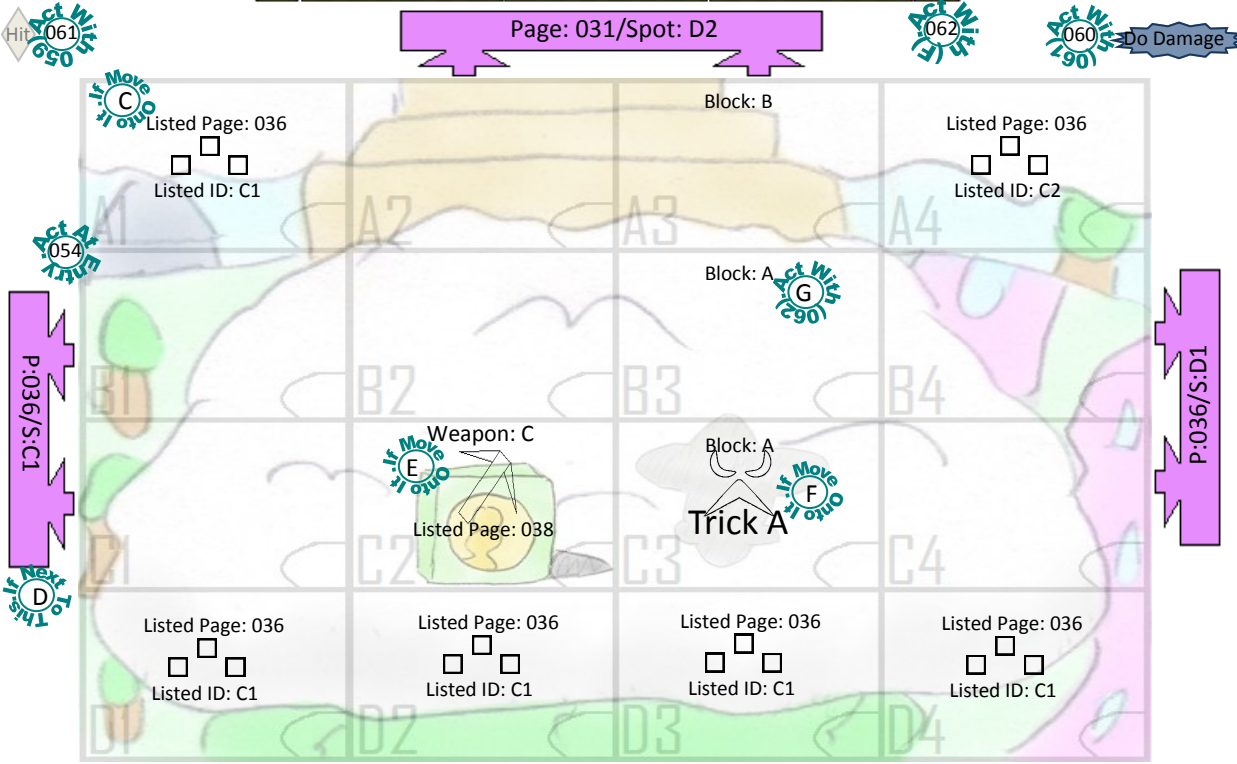 Hit
Act With
061
059
Page: 031/Spot: D2
Act With
062
(F)
Act With
060
(061)
Do Damage
If Move
C
Onto It.
Listed Page: 036
Listed ID: C1
A1
A2
Block: B
A3
Listed Page: 036
Listed ID: C2
A4
Act At
054
Entry
B1
B2
Block: A
Act With
G
(062)
B3
B4
P:036/S:C1
P:036/S:D1
C1
Weapon: C
If Move
E
Onto It.
Listed Page: 038
C2
Block: A
If Move
F
Onto It.
Trick A
C3
C4
If Next
D
To This.
Listed Page: 036
Listed ID: C1
D1
Listed Page: 036
Listed ID: C1
D2
Listed Page: 036
Listed ID: C1
D3
Listed Page: 036
Listed ID: C1
D4